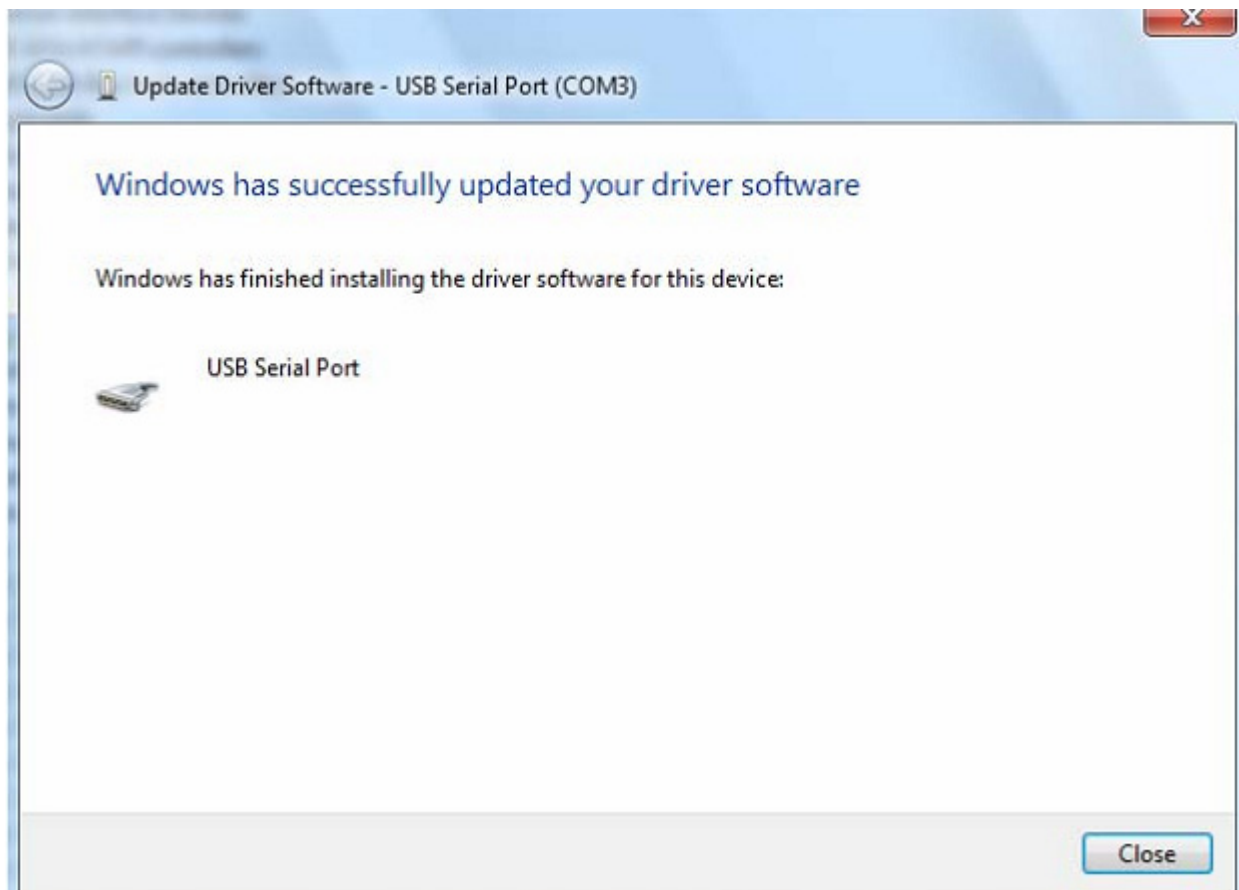 Update Driver Software - USB Serial Port (COM3)
Windows has successfully updated your driver software
Windows has finished installing the driver software for this device:
USB Serial Port
Close